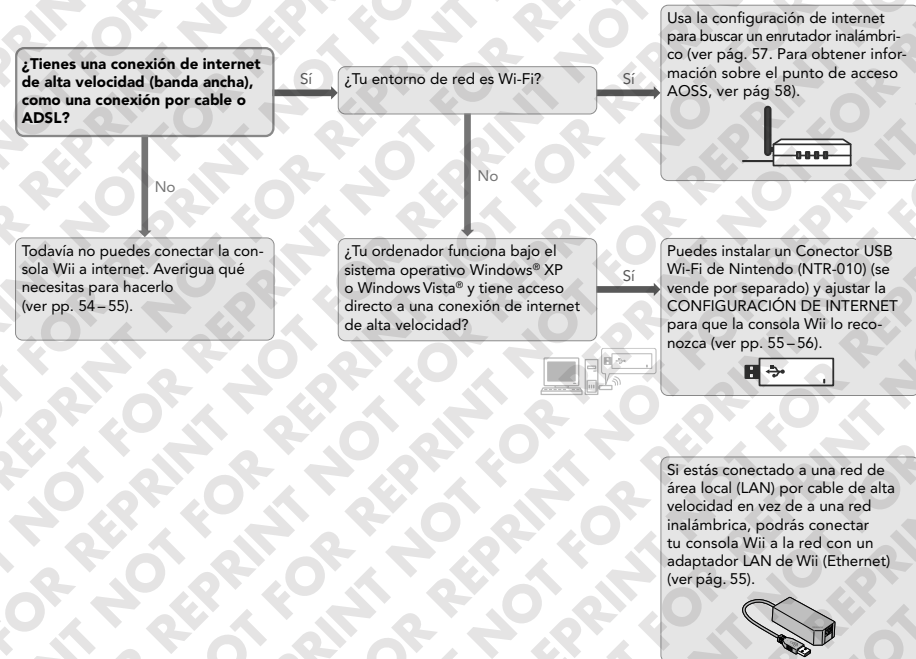 ¿Tienes una conexión de internet
de alta velocidad (banda ancha),
como una conexión por cable o
ADSL?
Sí
¿Tu entorno de red es Wi-Fi?
Sí
Usa la configuración de internet
para buscar un enrutador inalámbri-
co (ver pág. 57. Para obtener infor-
mación sobre el punto de acceso
AOSS, ver pág 58).
No
No
Todavía no puedes conectar la con-
sola Wii a internet. Averigua qué
necesitas para hacerlo
(ver pp. 54–55).
¿Tu ordenador funciona bajo el
sistema operativo Windows® XP
o Windows Vista® y tiene acceso
directo a una conexión de internet
de alta velocidad?
Sí
Puedes instalar un Conector USB
Wi-Fi de Nintendo (NTR-010) (se
vende por separado) y ajustar la
CONFIGURACIÓN DE INTERNET
para que la consola Wii lo reco-
nozca (ver pp. 55–56).
Si estás conectado a una red de
área local (LAN) por cable de alta
velocidad en vez de a una red
inalámbrica, podrás conectar
tu consola Wii a la red con un
adaptador LAN de Wii (Ethernet)
(ver pág. 55).
NOT FOR REPRINT